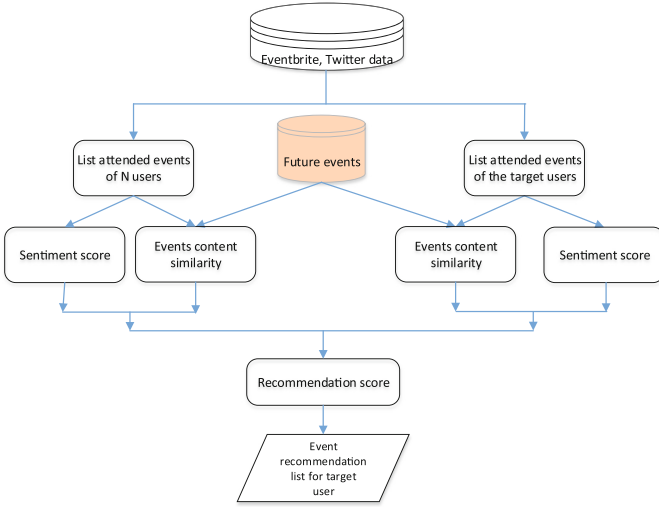 Eventbrite, Twitter data
List attended events
of N users
Future events
List attended events
of the target users
Sentiment score
Events content
similarity
Events content
similarity
Sentiment score
Recommendation score
Event
recommendation
list for target
user